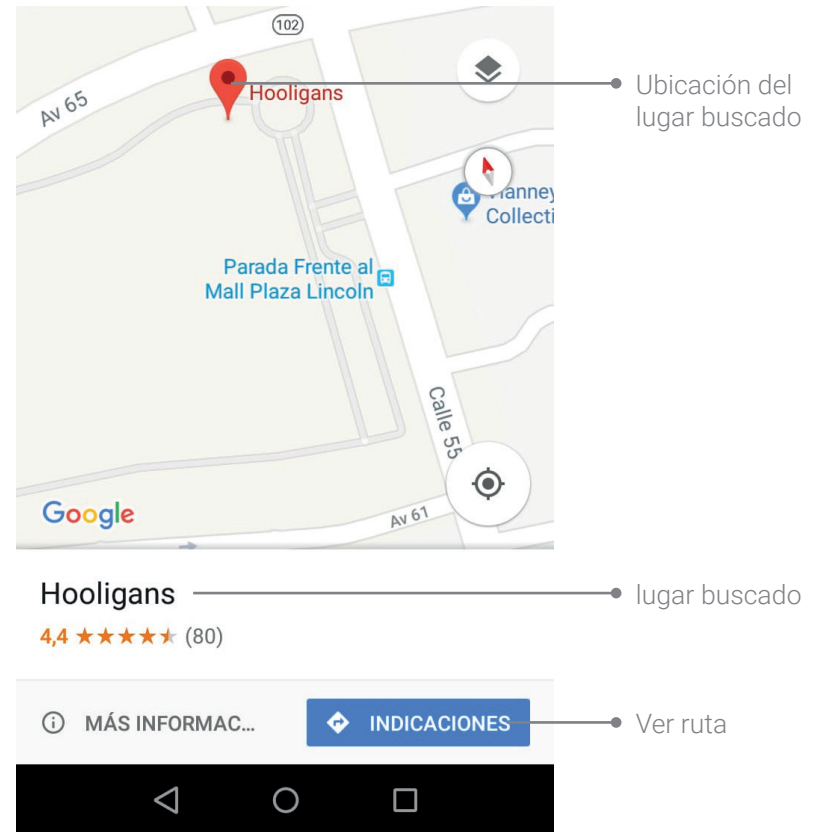 102
Av 65
Hooligans
Ubicación del
lugar buscado
Collecti
Parada Frente al
Mall Plaza Lincoln
Calle 55
Google
Av 61
Hooligans
lugar buscado
4,4 (80)
MÁS INFORMAC...
INDICACIONES
Ver ruta